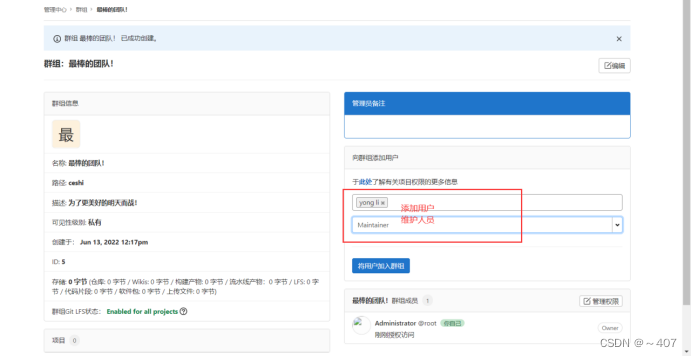 管理中心 › 群组 › 最棒的团队!
群组 最棒的团队! 已成功创建。
群组: 最棒的团队!
编辑
群组信息
最
名称: 最棒的团队!
路径: ceshi
描述: 为了更美好的明天而战!
可见性级别: 私有
创建于: Jun 13, 2022 12:17pm
ID: 5
存储: 0 字节 (仓库: 0 字节 / Wikis: 0 字节 / 构建产物: 0 字节 / 流水线产物: 0 字节 / LFS: 0 字节 / 代码片段: 0 字节 / 软件包: 0 字节 / 上传文件: 0 字节)
群组Git LFS状态: Enabled for all projects
项目 0
管理员备注
向群组添加用户
于此处了解有关项目权限的更多信息
yong li ×
添加用户
Maintainer
维护人员
将用户加入群组
最棒的团队! 群组成员 1
管理权限
Administrator @root 你自己
刚刚授权访问
Owner
CSDN @～407